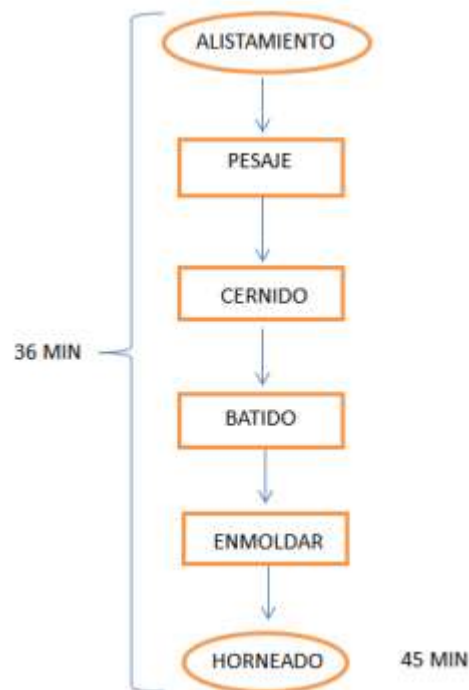 ALISTAMIENTO
PESAJE
CERNIDO
36 MIN
BATIDO
ENMOLDAR
HORNEADO
45 MIN